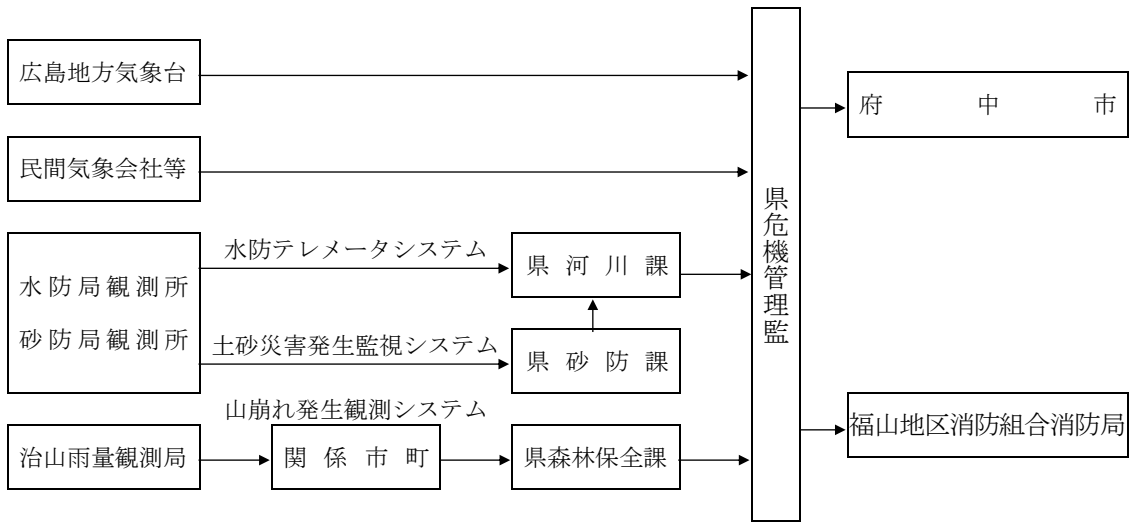 広島地方気象台
民間気象会社等
水防局観測所
砂防局観測所
水防テレメータシステム
土砂災害発生監視システム
県河川課
県砂防課
山崩れ発生観測システム
治山雨量観測局
関係市町
県森林保全課
県危機管理監
府中市
福山地区消防組合消防局